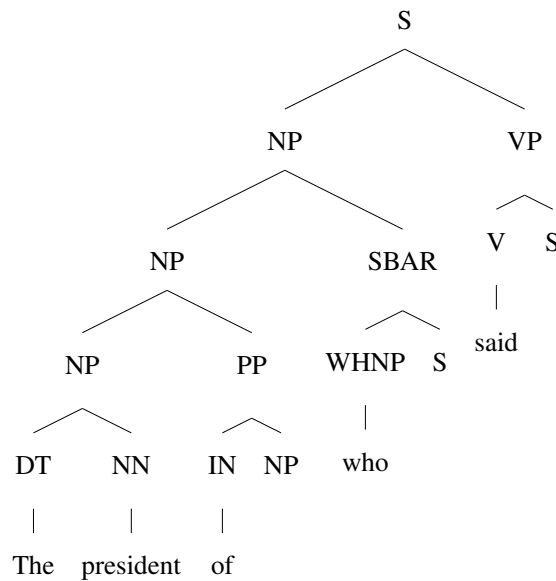 S
NP VP
NP SBAR V S
NP PP WHNP S said
DT NN IN NP who
The president of